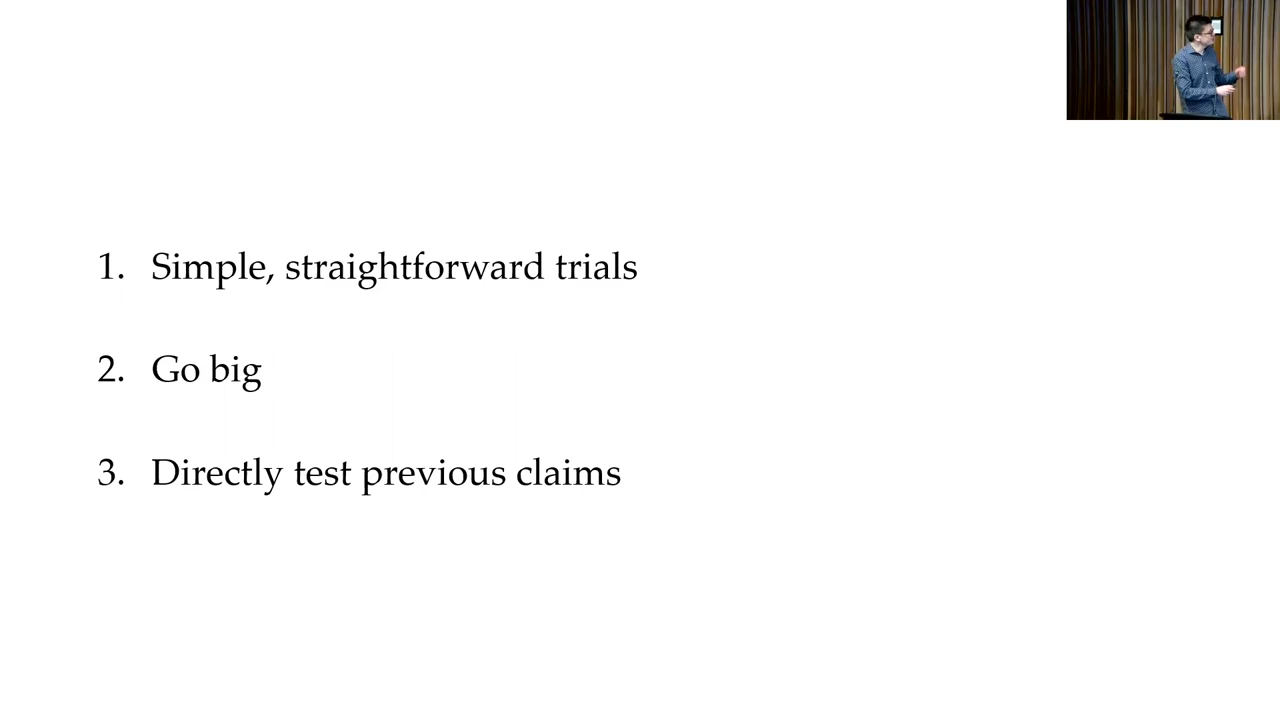 1. Simple, straightforward trials
2. Go big
3. Directly test previous claims